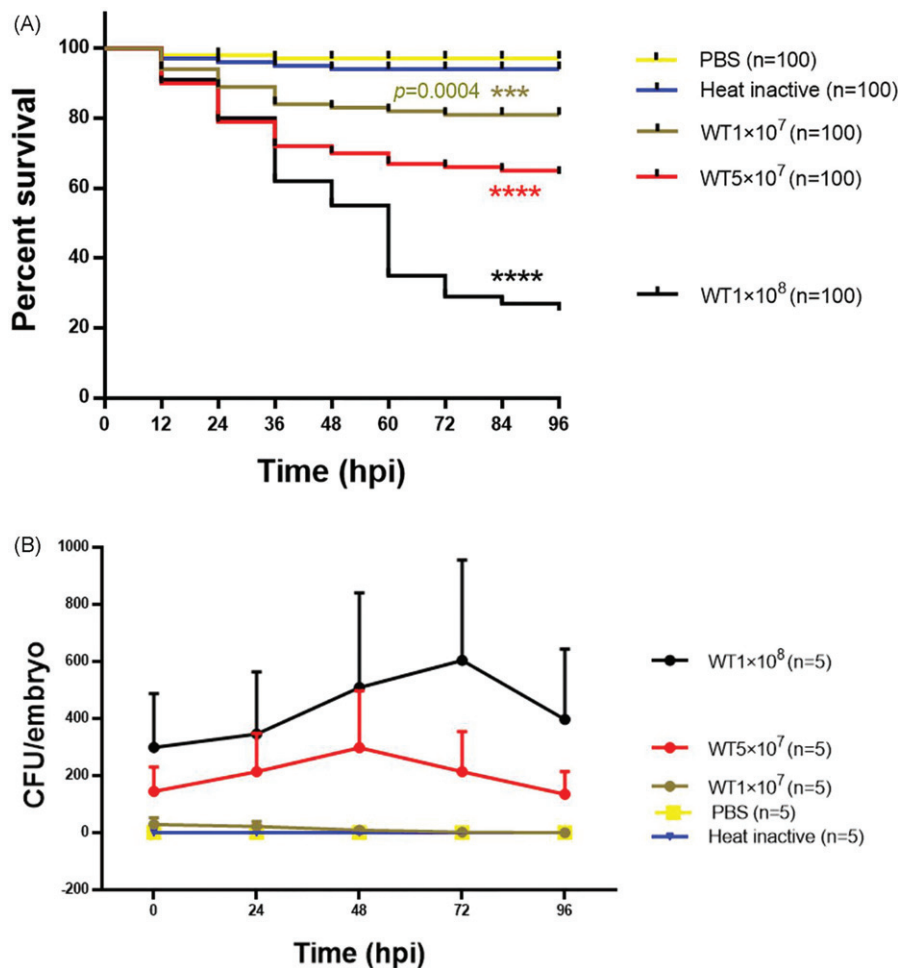 (A)
Percent survival
100
80
60
40
20
0
0 12 24 36 48 60 72 84 96
Time (hpi)
p=0.0004 ***
****
****
PBS (n=100)
Heat inactive (n=100)
WT1×10⁷ (n=100)
WT5×10⁷ (n=100)
WT1×10⁸ (n=100)
(B)
CFU/embryo
1000
800
600
400
200
0
-200
0 24 48 72 96
Time (hpi)
WT1×10⁸ (n=5)
WT5×10⁷ (n=5)
WT1×10⁷ (n=5)
PBS (n=5)
Heat inactive (n=5)